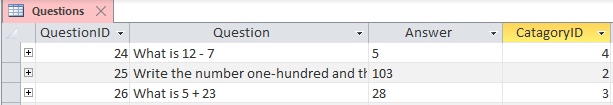 Questions
QuestionID Question Answer CatagoryID
24 What is 12 - 7 5 4
25 Write the number one-hundred and th 103 2
26 What is 5 + 23 28 3